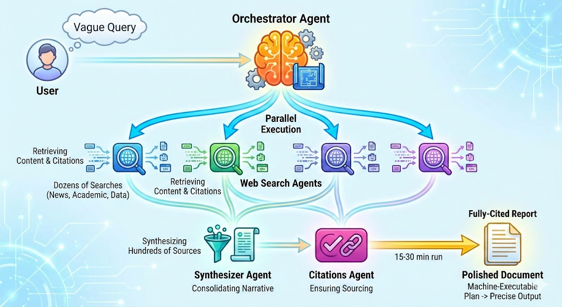 Vague Query
Orchestrator Agent
User
Parallel
Execution
Retrieving
Content & Citations
Dozens of Searches
(News, Academic, Data)
Retrieving
Content & Citations
Web Search Agents
Synthesizing
Hundreds of Sources
Synthesizer Agent
Consolidating Narrative
Citations Agent
Ensuring Sourcing
15-30 min run
Fully-Cited Report
Polished Document
Machine-Executable
Plan -> Precise Output